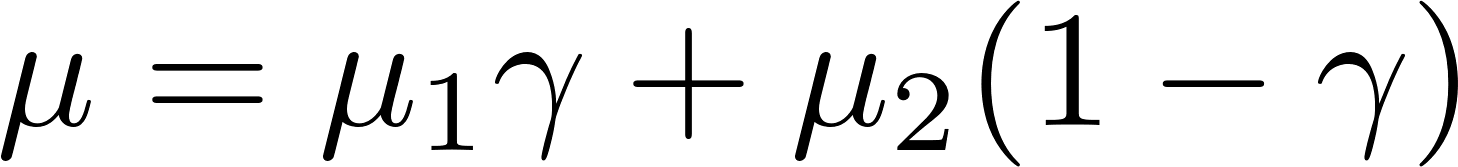 μ = μ₁γ + μ₂(1 − γ)